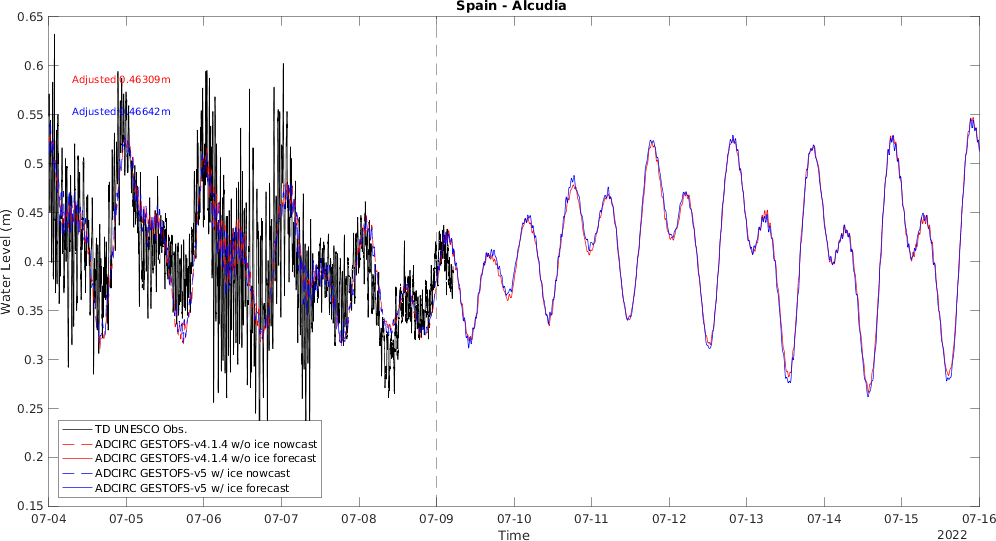 Spain - Alcudia
0.65
0.6
0.55
0.5
0.45
0.4
0.35
0.3
0.25
0.2
0.15
Water Level (m)
Adjusted:0.46309m
Adjusted:0.46642m
TD UNESCO Obs.
ADCIRC GESTOFS-v4.1.4 w/o ice nowcast
ADCIRC GESTOFS-v4.1.4 w/o ice forecast
ADCIRC GESTOFS-v5 w/ ice nowcast
ADCIRC GESTOFS-v5 w/ ice forecast
07-04 07-05 07-06 07-07 07-08 07-09 07-10 07-11 07-12 07-13 07-14 07-15 07-16
Time
2022